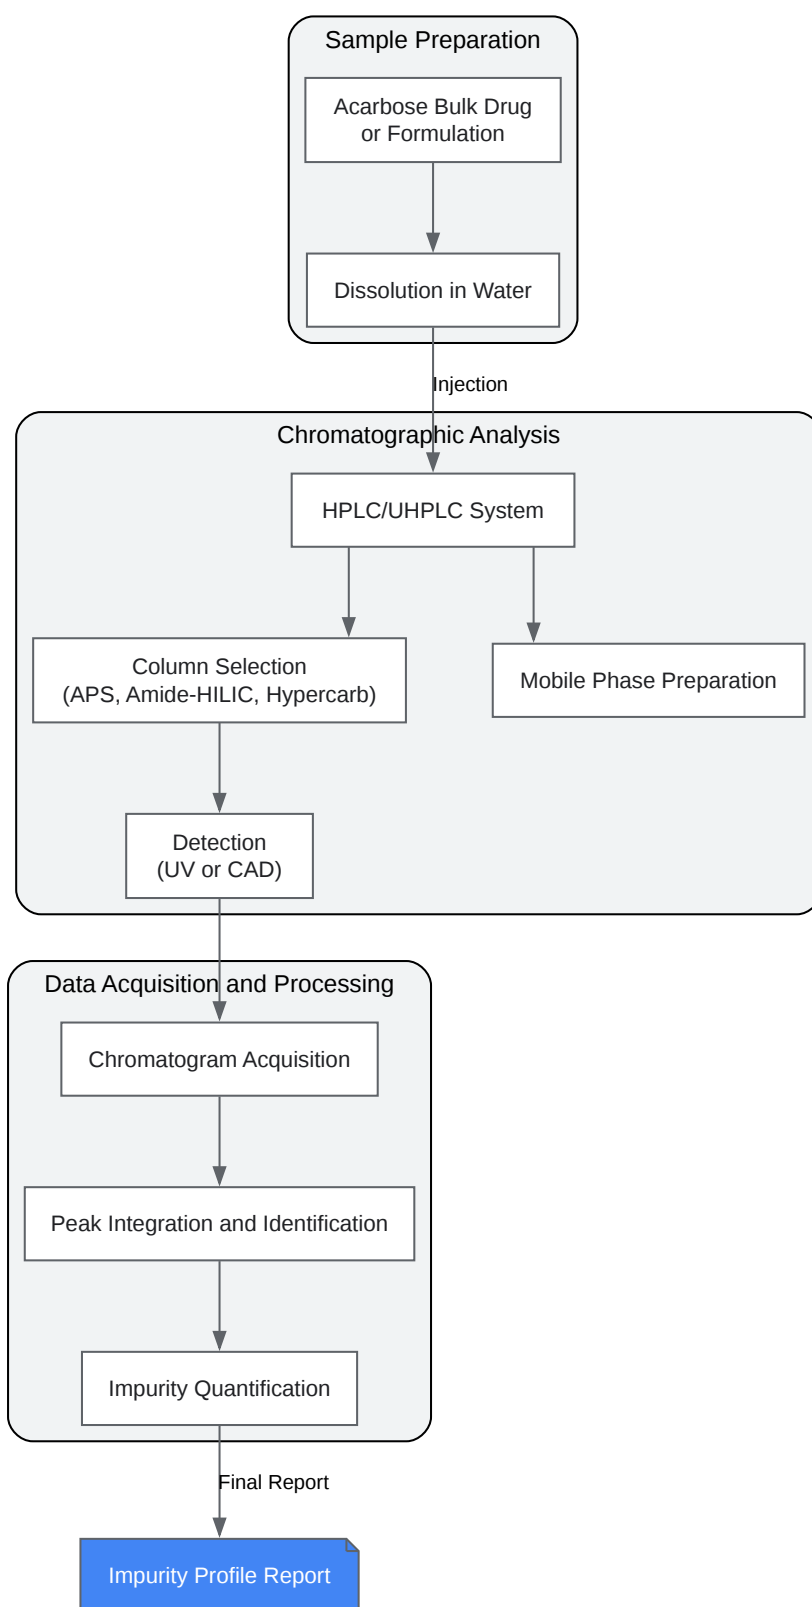 Sample Preparation
Acarbose Bulk Drug
or Formulation
Dissolution in Water
Injection
Chromatographic Analysis
HPLC/UHPLC System
Column Selection
(APS, Amide-HILIC, Hypercarb)
Mobile Phase Preparation
Detection
(UV or CAD)
Data Acquisition and Processing
Chromatogram Acquisition
Peak Integration and Identification
Impurity Quantification
Final Report
Impurity Profile Report